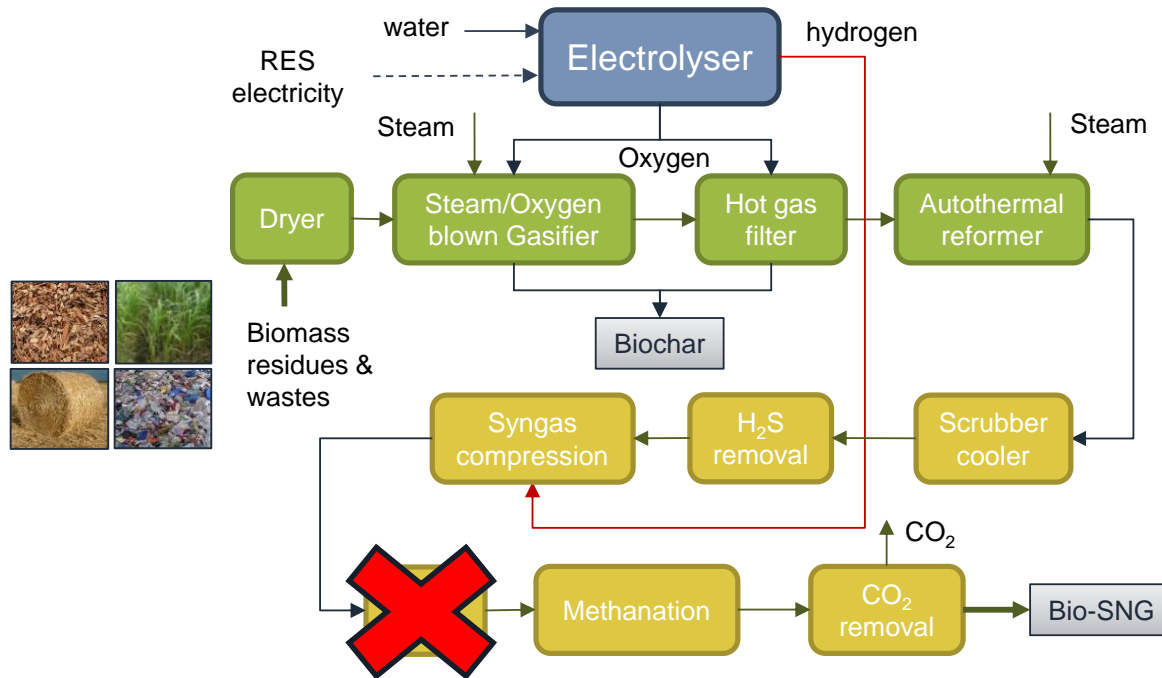 water
Electrolyser
hydrogen
RES
electricity
Steam
Oxygen
Steam
Dryer
Steam/Oxygen
blown Gasifier
Hot gas
filter
Autothermal
reformer
Biochar
Biomass
residues &
wastes
Syngas
compression
H₂S
removal
Scrubber
cooler
CO₂
Methanation
CO₂
removal
Bio-SNG